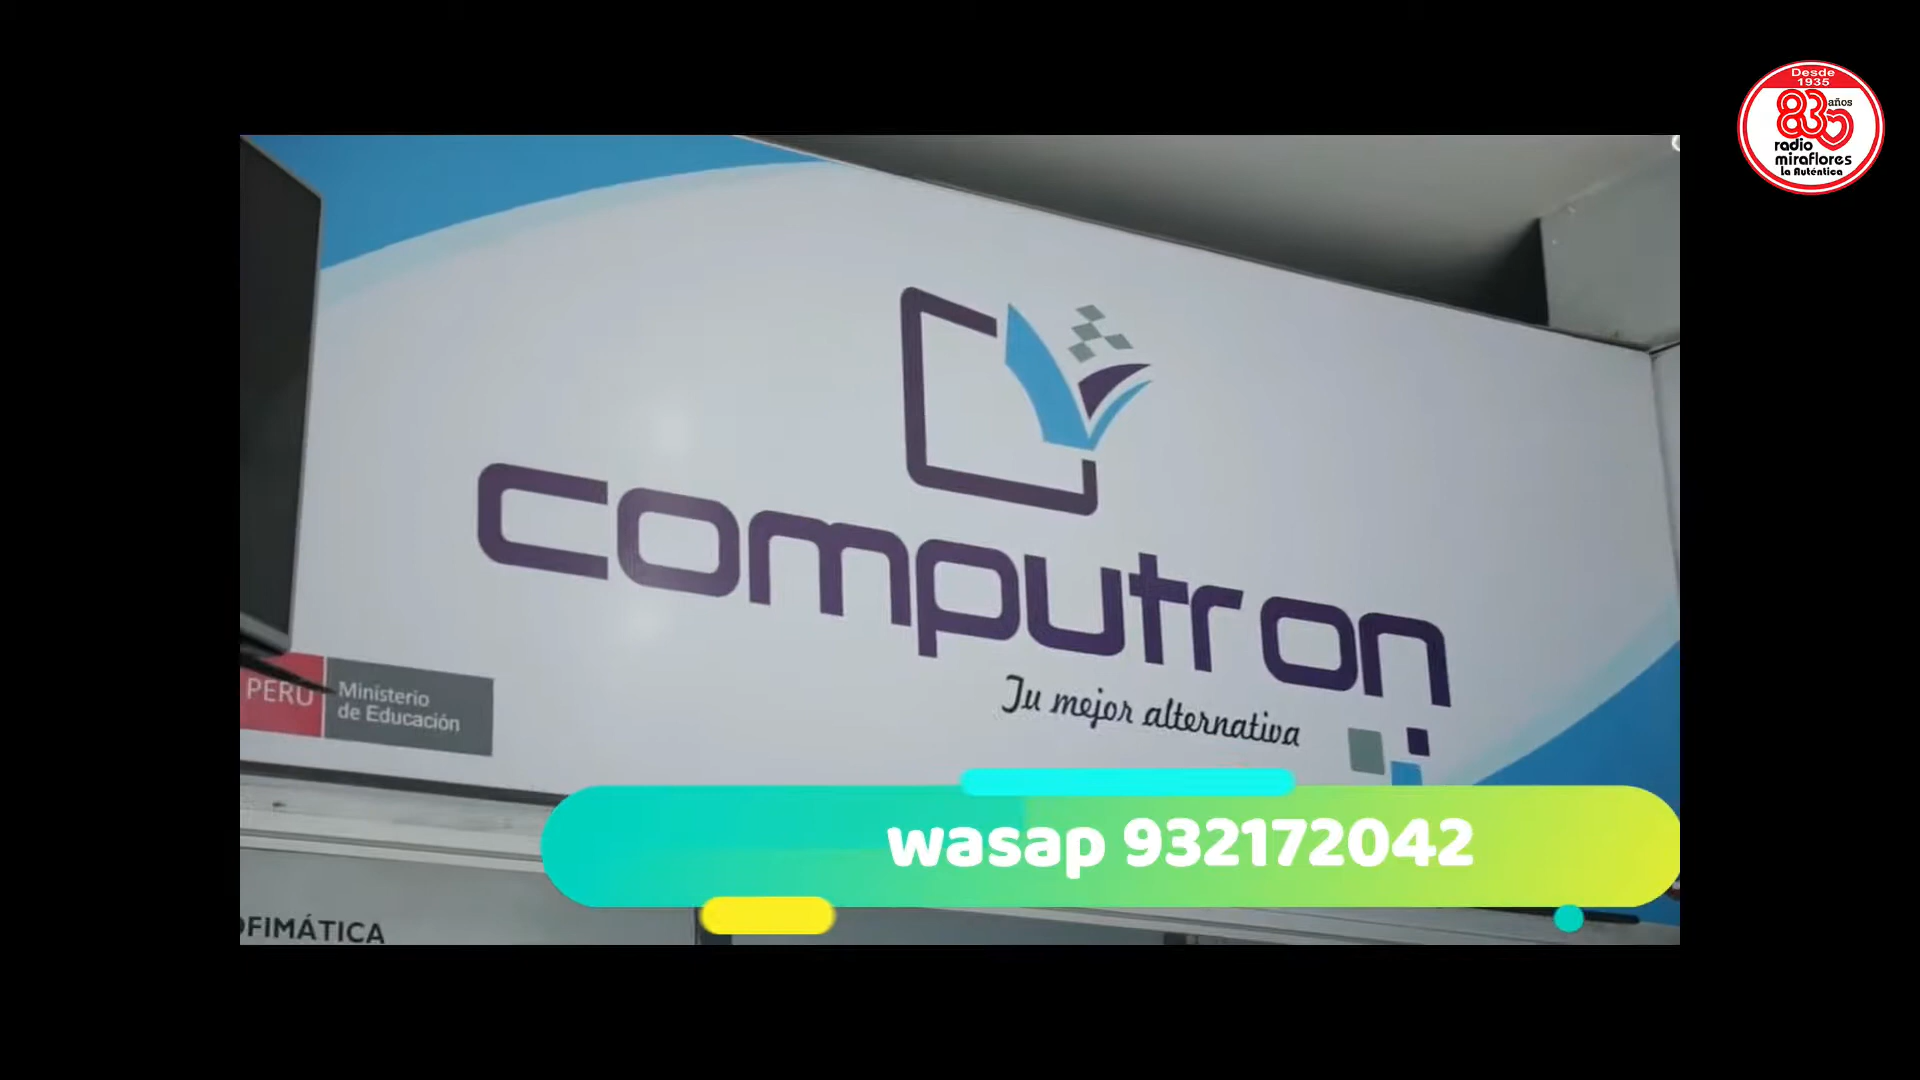 Desde
1935
83 años
radio
miraflores
La Auténtica
computron
Tu mejor alternativa
PERÚ
Ministerio
de Educación
wasap 932172042
OFIMÁTICA